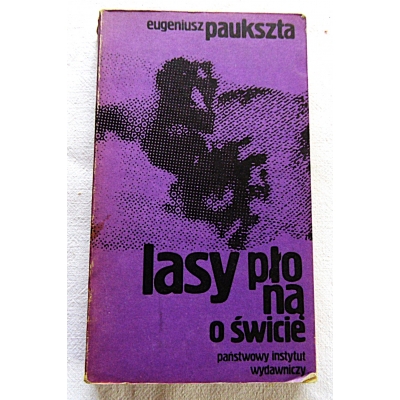 eugeniusz paukszta
lasy pło
ną
o świcie
państwowy instytut
wydawniczy